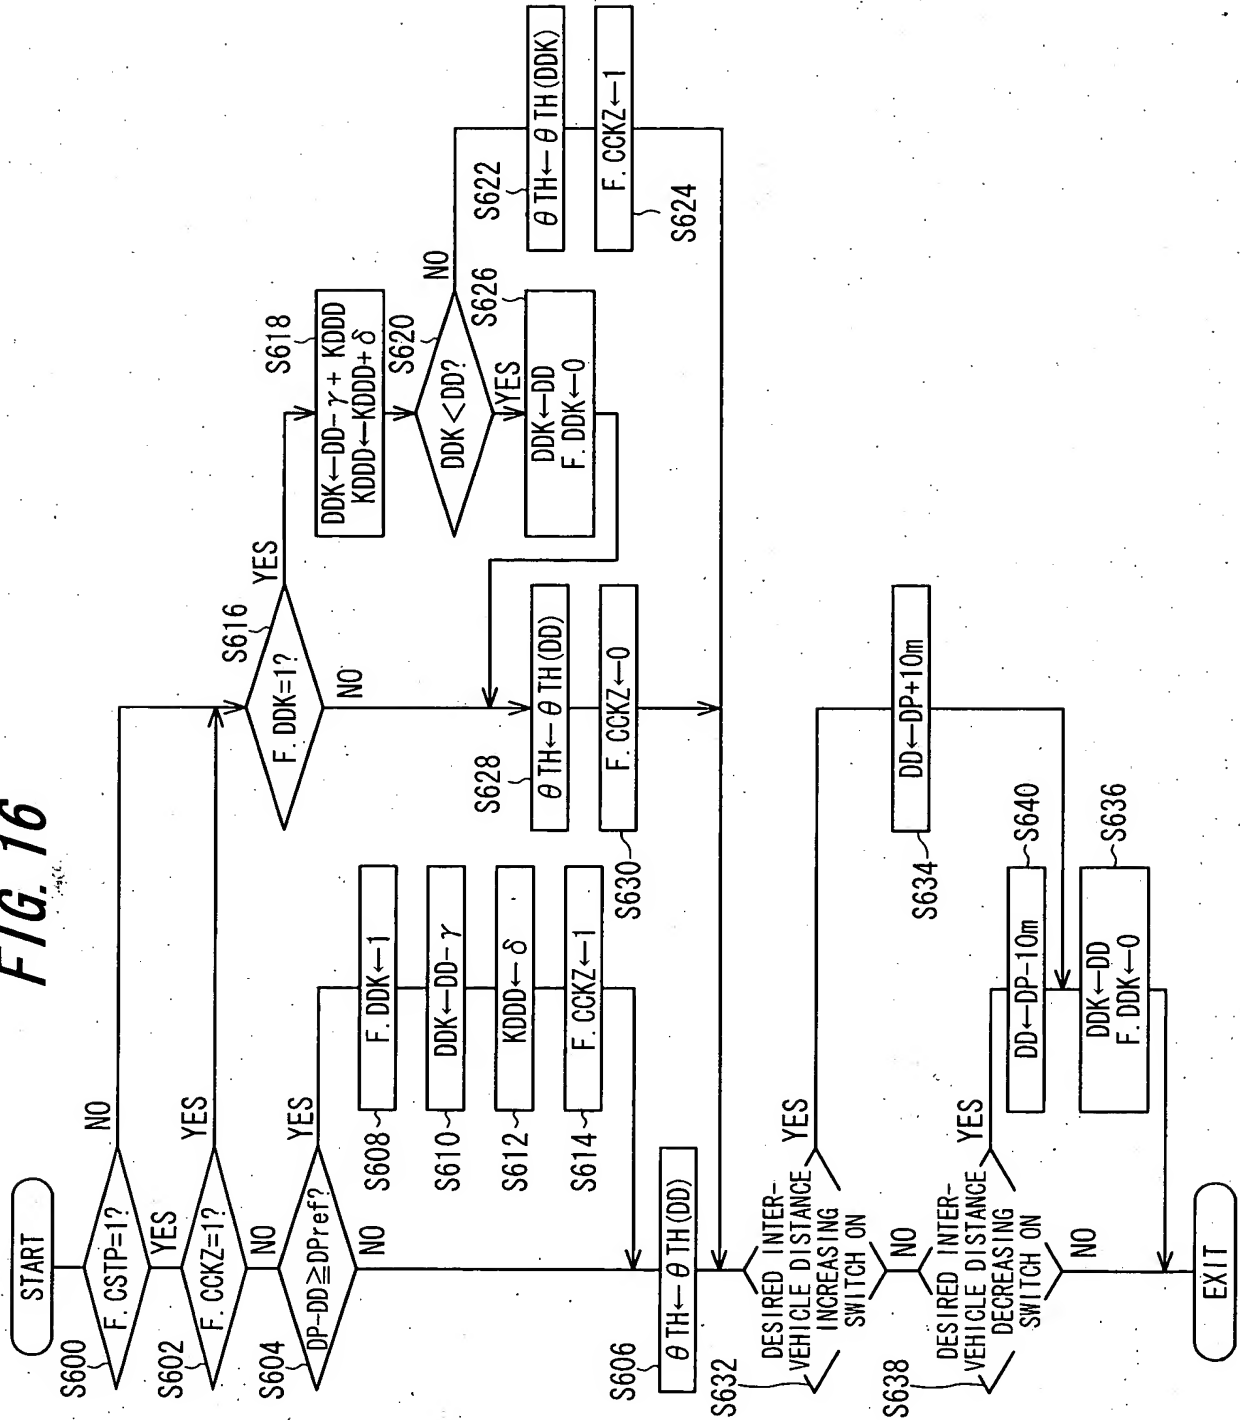 FIG. 16
START
F. CSTP=1?
S600
NO
YES
F. CCKZ=1?
S602
YES
NO
DP-DD≧DPref?
S604
YES
NO
F. DDK←1
S608
DDK←DD-γ
S610
KDDD←δ
S612
F. CCKZ←1
S614
θTH←θTH(DD)
S606
F. DDK=1?
S616
YES
NO
DDK←DD-γ+KDDD
KDDD←KDDD+δ
S618
DDK<DD?
S620
NO
YES
θTH←θTH(DDK)
S622
F. CCKZ←1
S624
DDK←DD
F. DDK←0
S626
θTH←θTH(DD)
S628
F. CCKZ←0
S630
DESIRED INTER-
VEHICLE DISTANCE
INCREASING
SWITCH ON
S632
YES
NO
DD←DP+10m
S634
DESIRED INTER-
VEHICLE DISTANCE
DECREASING
SWITCH ON
S638
YES
NO
DD←DP-10m
S640
DDK←DD
F. DDK←0
S636
EXIT